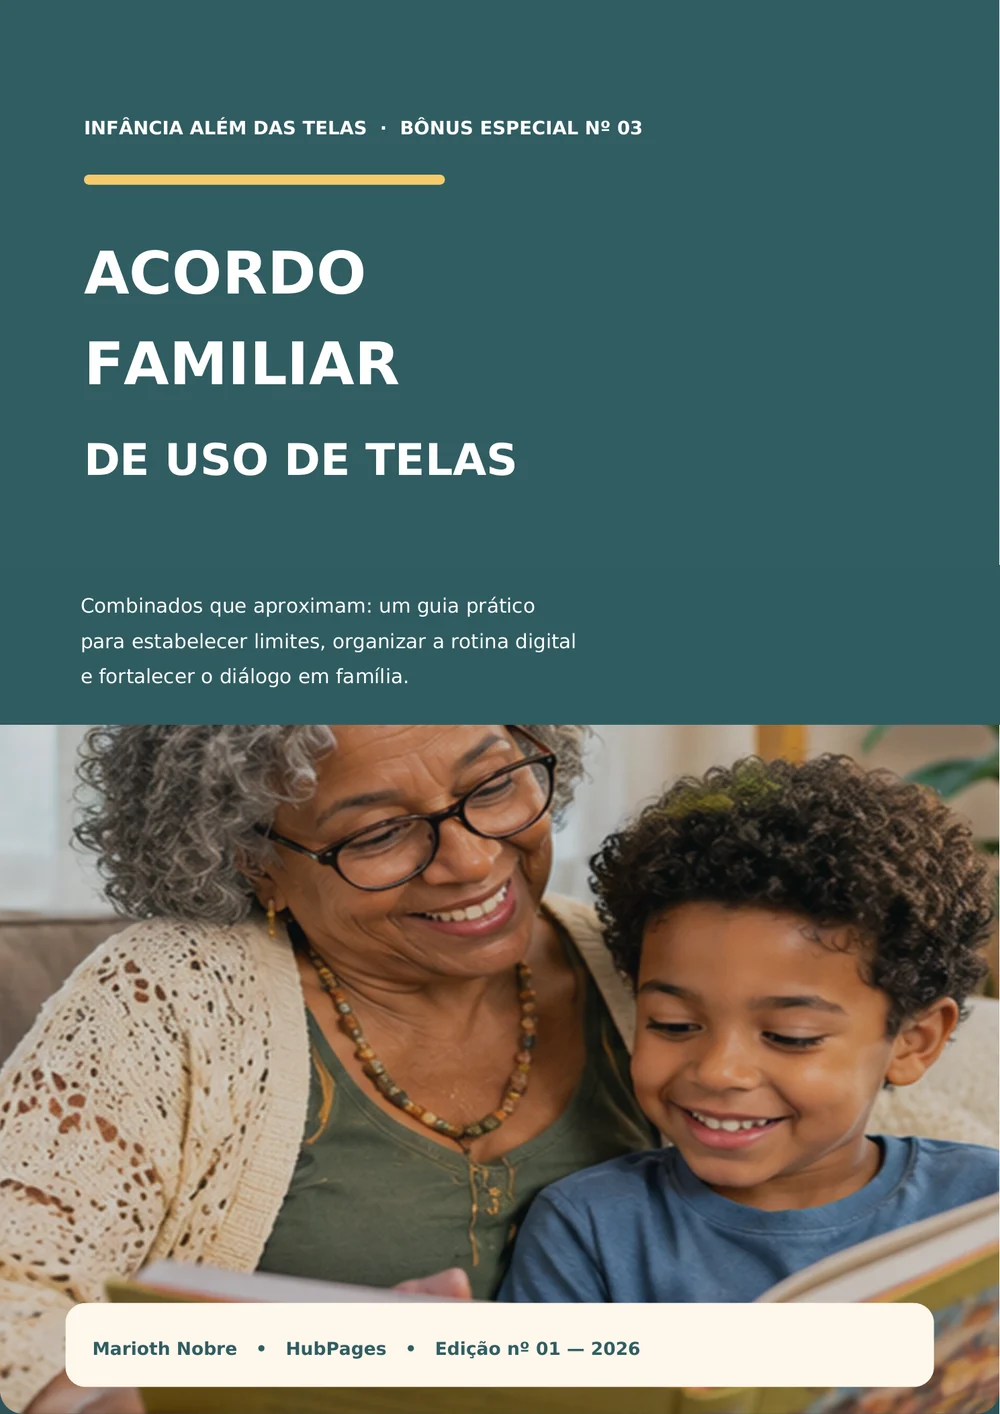 INFÂNCIA ALÉM DAS TELAS · BÔNUS ESPECIAL Nº 03
ACORDO
FAMILIAR
DE USO DE TELAS
Combinados que aproximam: um guia prático
para estabelecer limites, organizar a rotina digital
e fortalecer o diálogo em família.
Marioth Nobre • HubPages • Edição nº 01 — 2026